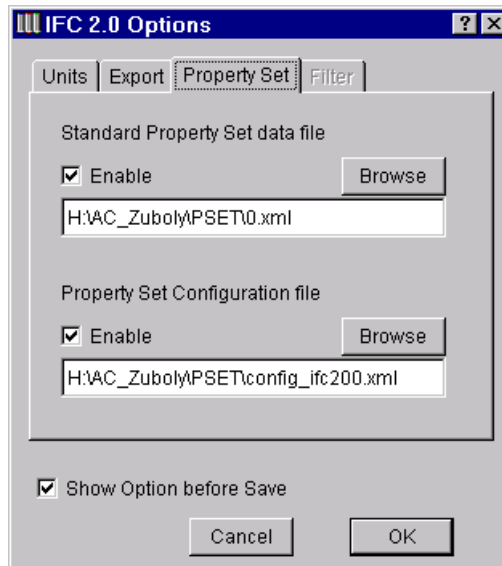 IFC 2.0 Options
? X
Units Export Property Set Filter
Standard Property Set data file
Enable Browse
H:\AC_Zuboly\PSET\0.xml
Property Set Configuration file
Enable Browse
H:\AC_Zuboly\PSET\config_ifc200.xml
Show Option before Save
Cancel OK